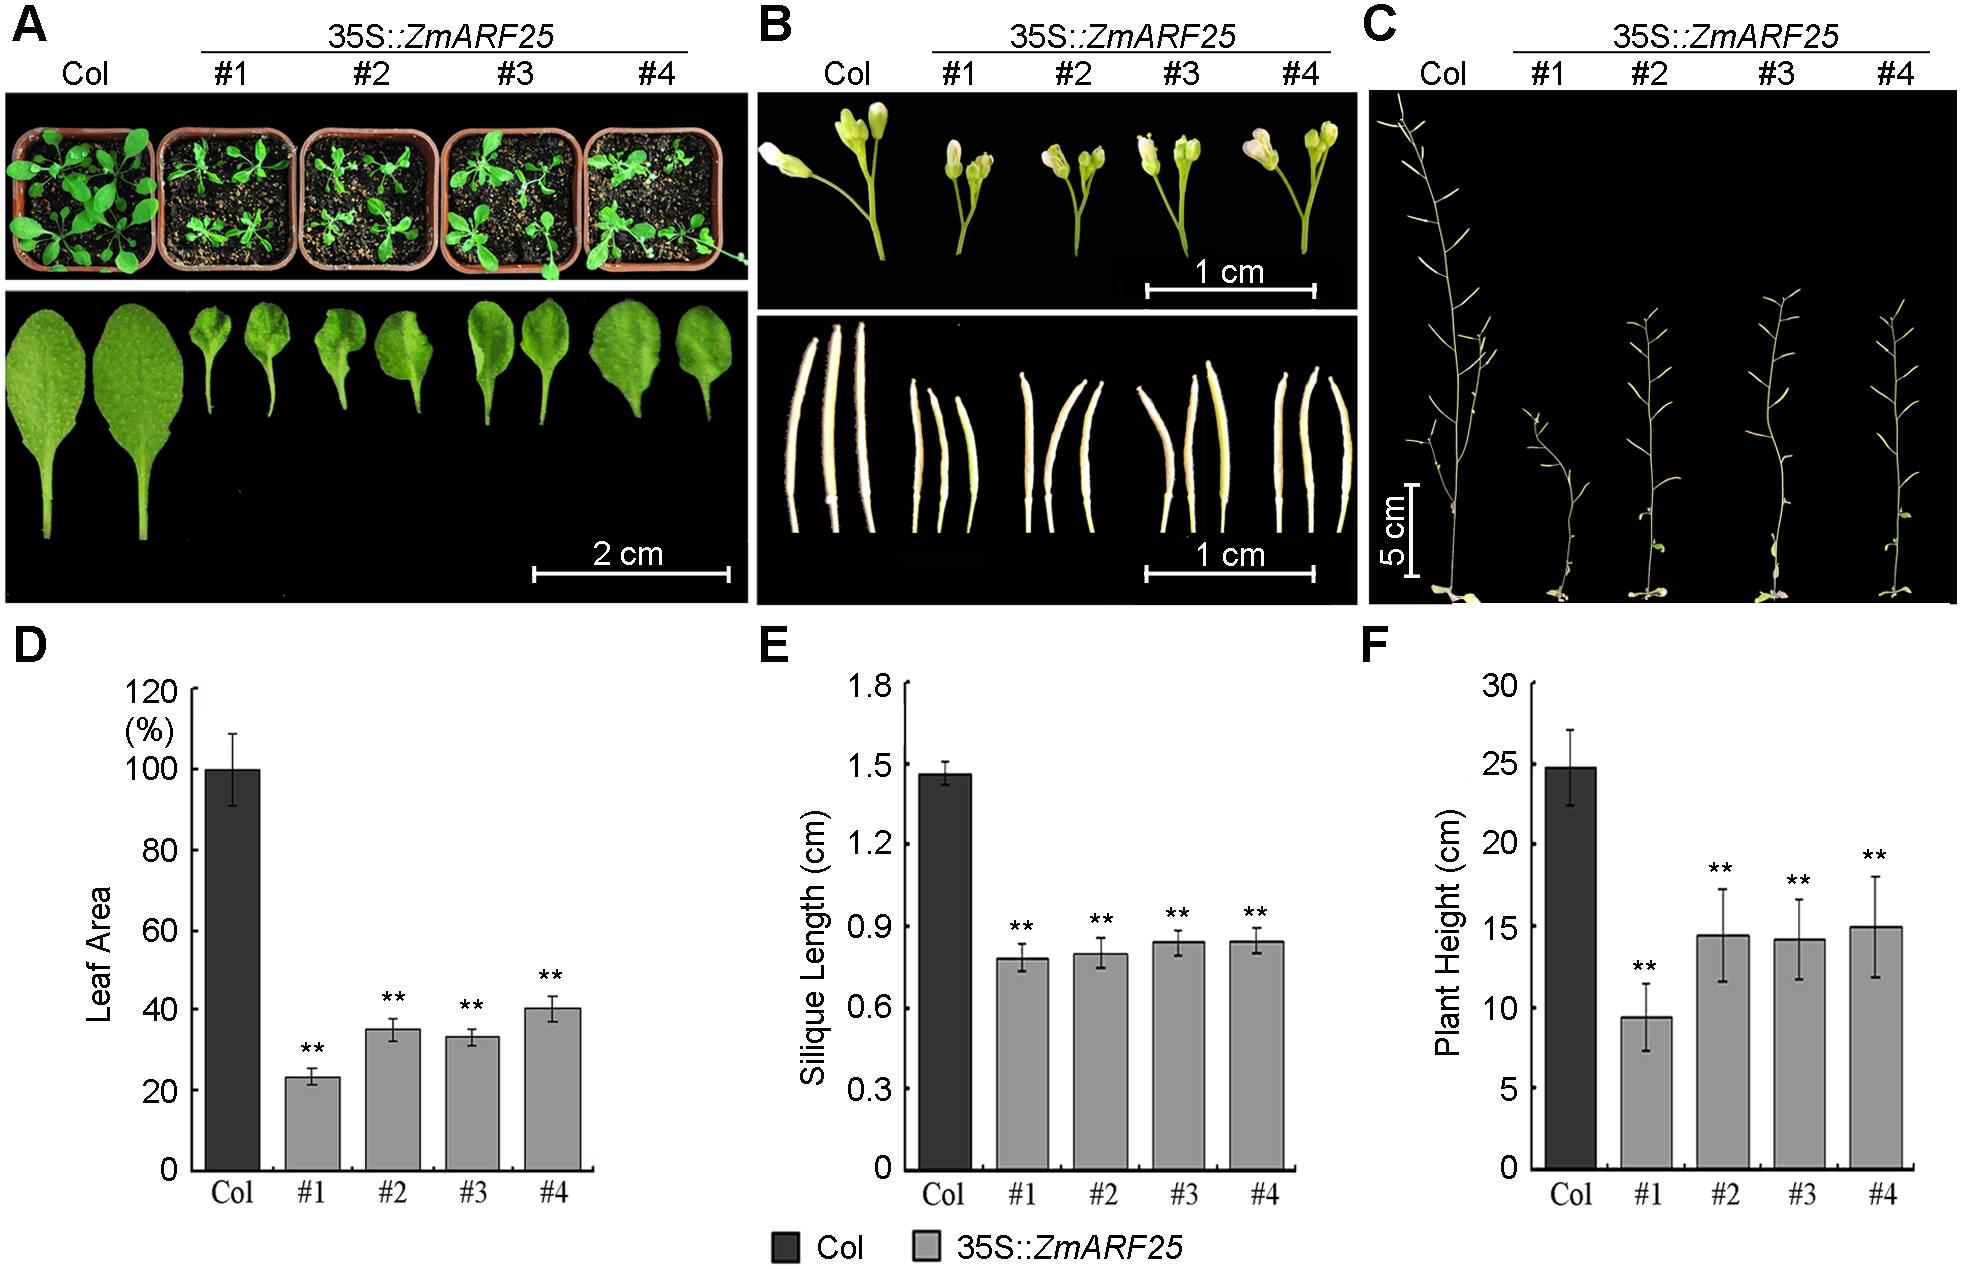 A
35S::ZmARF25
Col #1 #2 #3 #4
2 cm
B
35S::ZmARF25
Col #1 #2 #3 #4
1 cm
1 cm
C
35S::ZmARF25
Col #1 #2 #3 #4
5 cm
D
120
(%)
100
80
60
40
20
0
Leaf Area
** ** ** **
Col #1 #2 #3 #4
E
1.8
1.5
1.2
0.9
0.6
0.3
0
Silique Length (cm)
** ** ** **
Col #1 #2 #3 #4
F
30
25
20
15
10
5
0
Plant Height (cm)
** ** ** **
Col #1 #2 #3 #4
Col 35S::ZmARF25